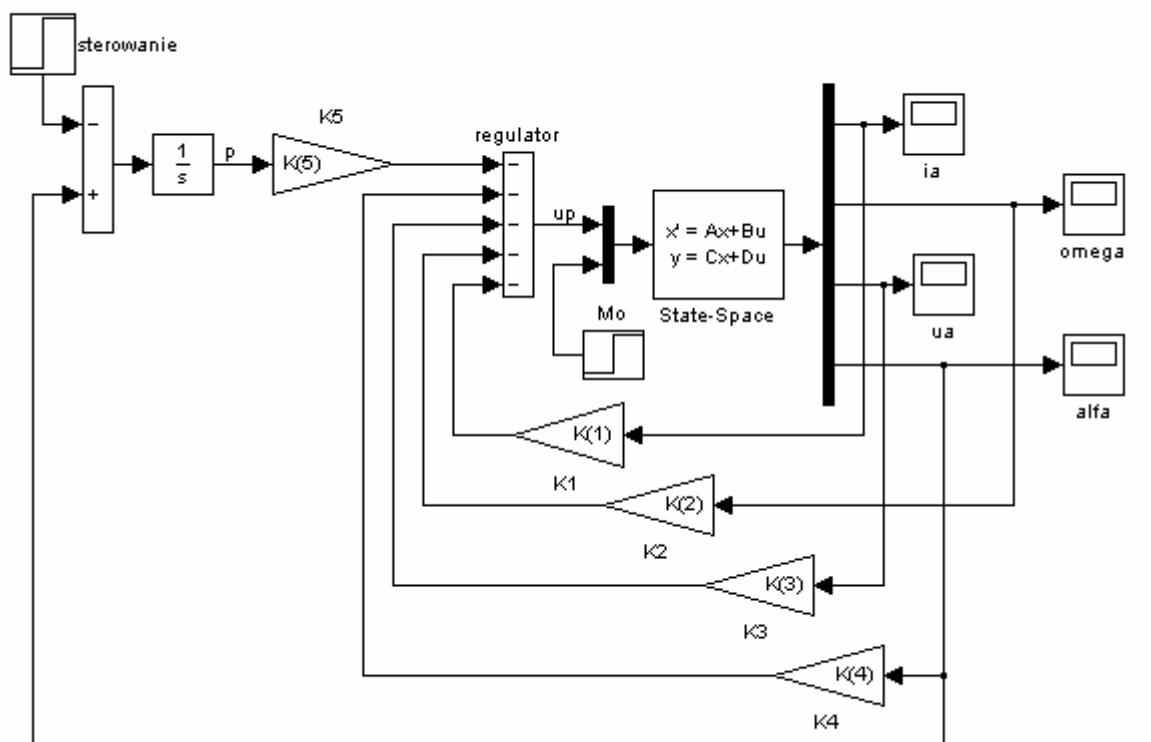 sterowanie
−
+
1
s
p
K5
K(5)
regulator
−
−
−
−
−
up
Mo
x' = Ax+Bu
y = Cx+Du
State-Space
ia
omega
ua
alfa
K(1)
K1
K(2)
K2
K(3)
K3
K(4)
K4